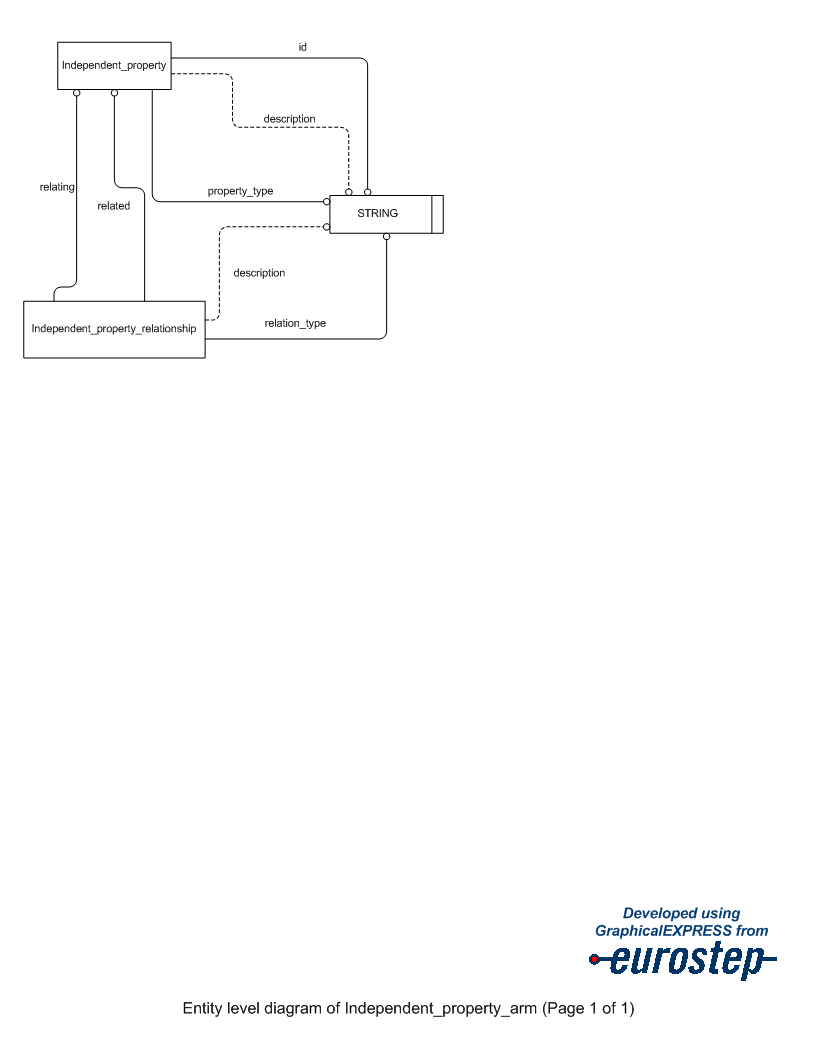 id
Independent_property
description
relating
property_type
related
STRING
description
relation_type
Independent_property_relationship
Developed using
GraphicalEXPRESS from
eurostep
Entity level diagram of Independent_property_arm (Page 1 of 1)